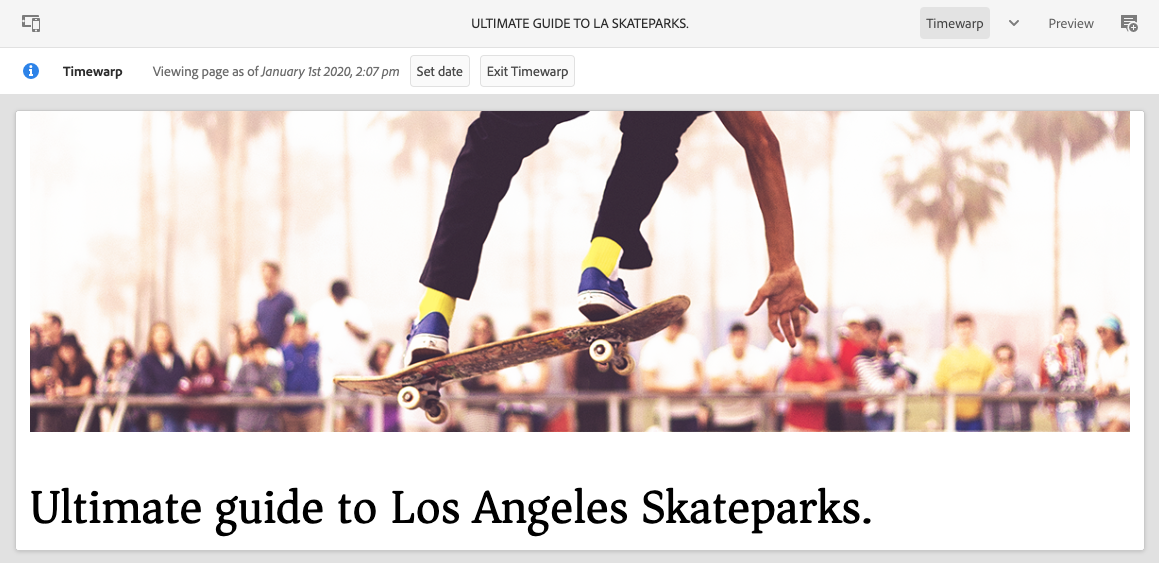 ULTIMATE GUIDE TO LA SKATEPARKS.
Timewarp
Preview
Timewarp
Viewing page as of January 1st 2020, 2:07 pm
Set date
Exit Timewarp
Ultimate guide to Los Angeles Skateparks.